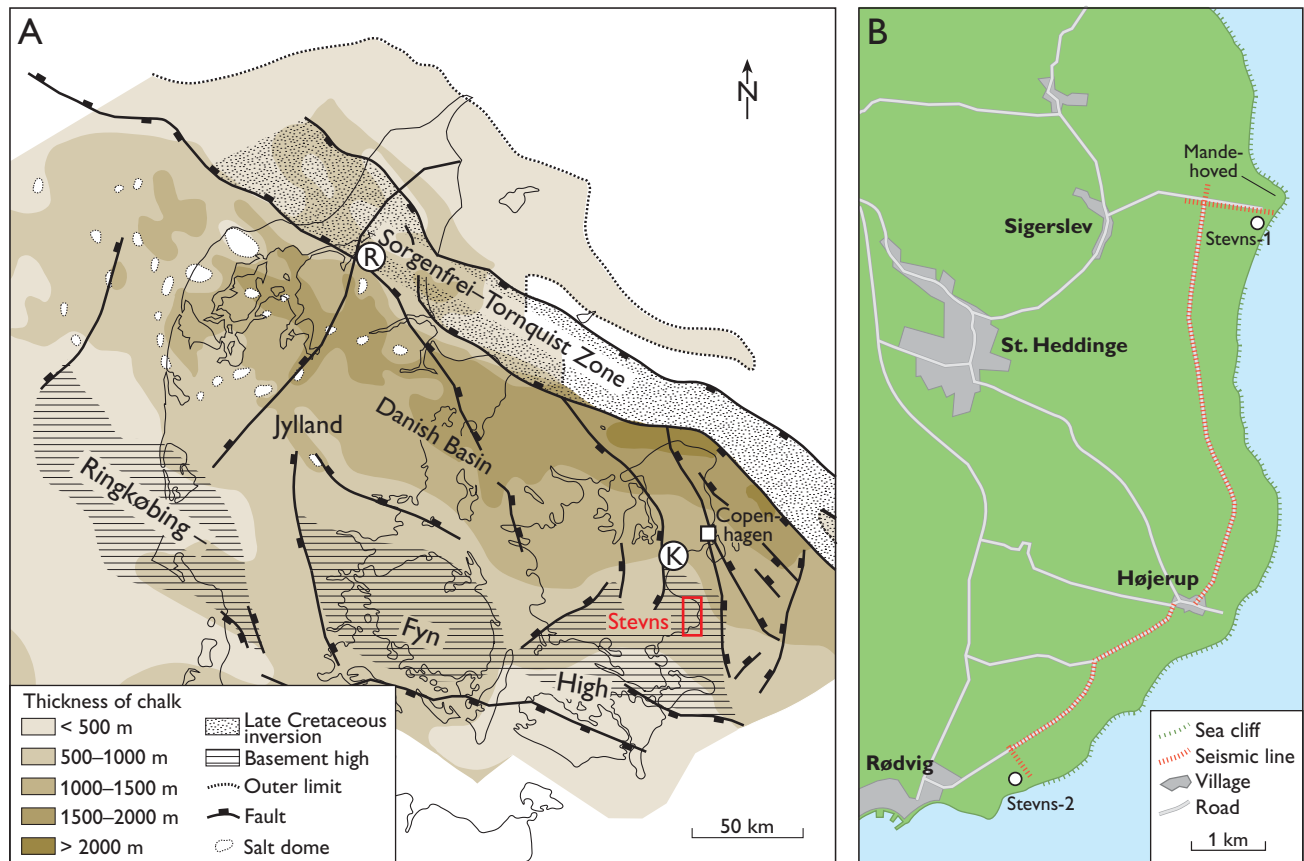 A
N
R
Sorgenfrei–Tornquist Zone
Jylland
Danish Basin
Ringkøbing –
Copen-
hagen
K
Stevns
Fyn
High
Thickness of chalk
< 500 m
500–1000 m
1000–1500 m
1500–2000 m
> 2000 m
Late Cretaceous
inversion
Basement high
Outer limit
Fault
Salt dome
50 km
B
Mande-
hoved
Sigerslev
Stevns-1
St. Heddinge
Højerup
Rødvig
Stevns-2
Sea cliff
Seismic line
Village
Road
1 km